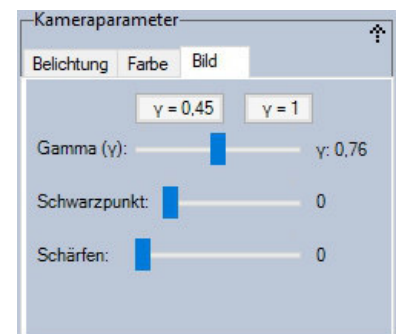 Kameraparameter
Belichtung Farbe Bild
γ = 0,45 γ = 1
Gamma (γ): γ: 0,76
Schwarzpunkt: 0
Schärfen: 0